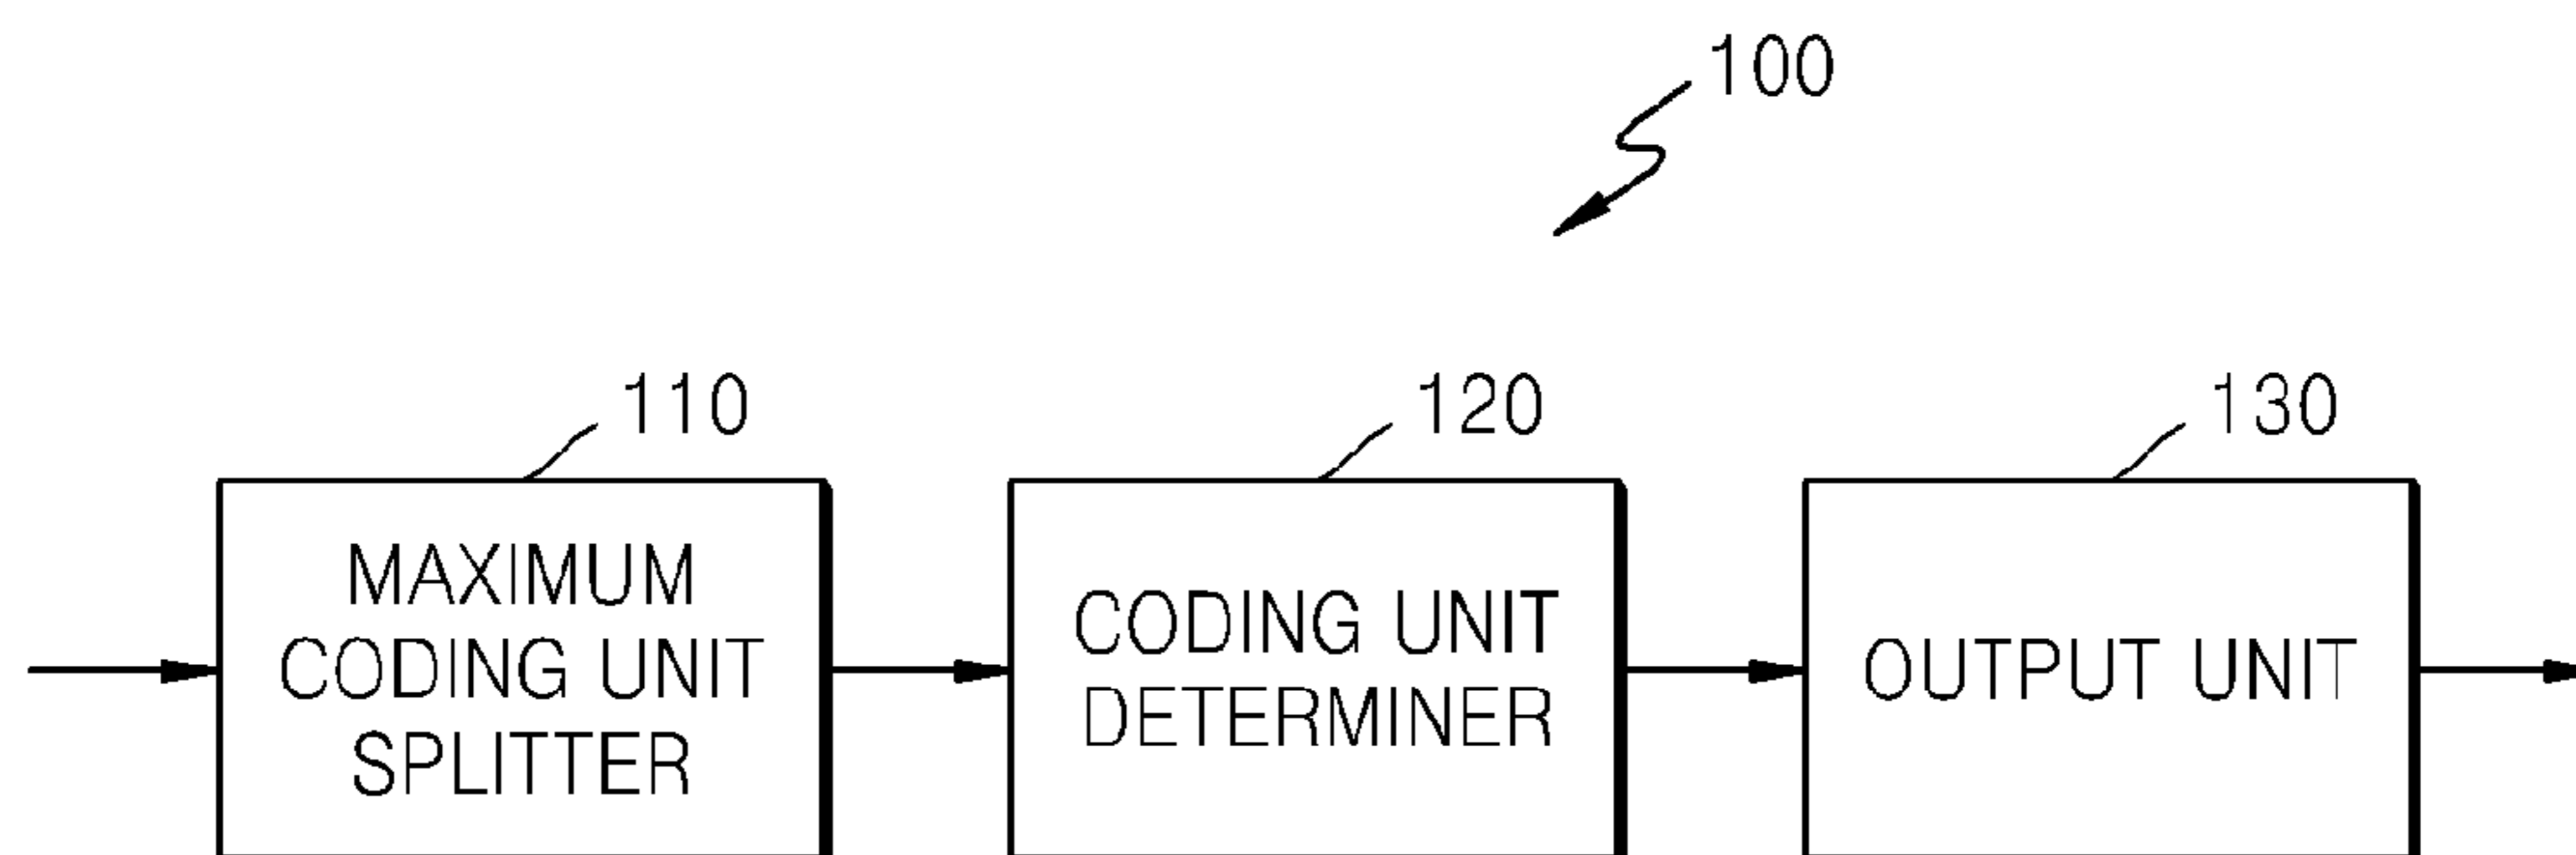 100
110
120
130
MAXIMUM
CODING UNIT
SPLITTER
CODING UNIT
DETERMINER
OUTPUT UNIT